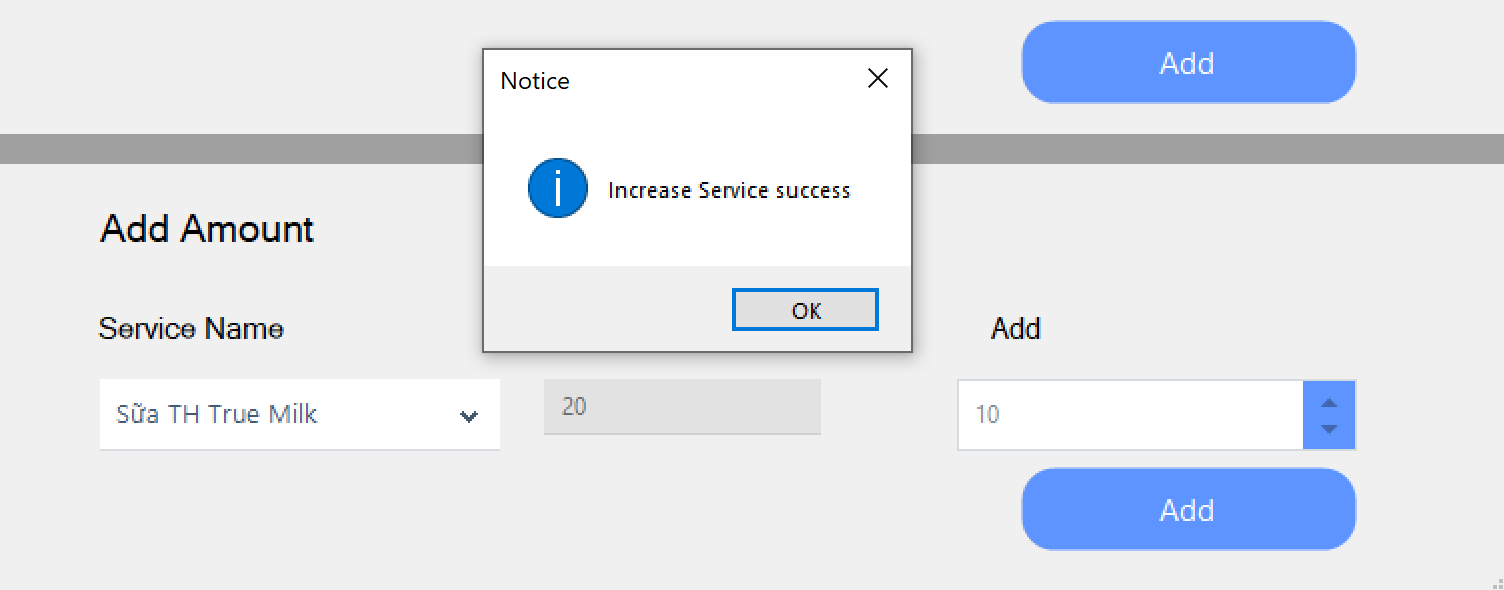 Add
Notice
Increase Service success
OK
Add Amount
Service Name
Add
Sữa TH True Milk
20
10
Add